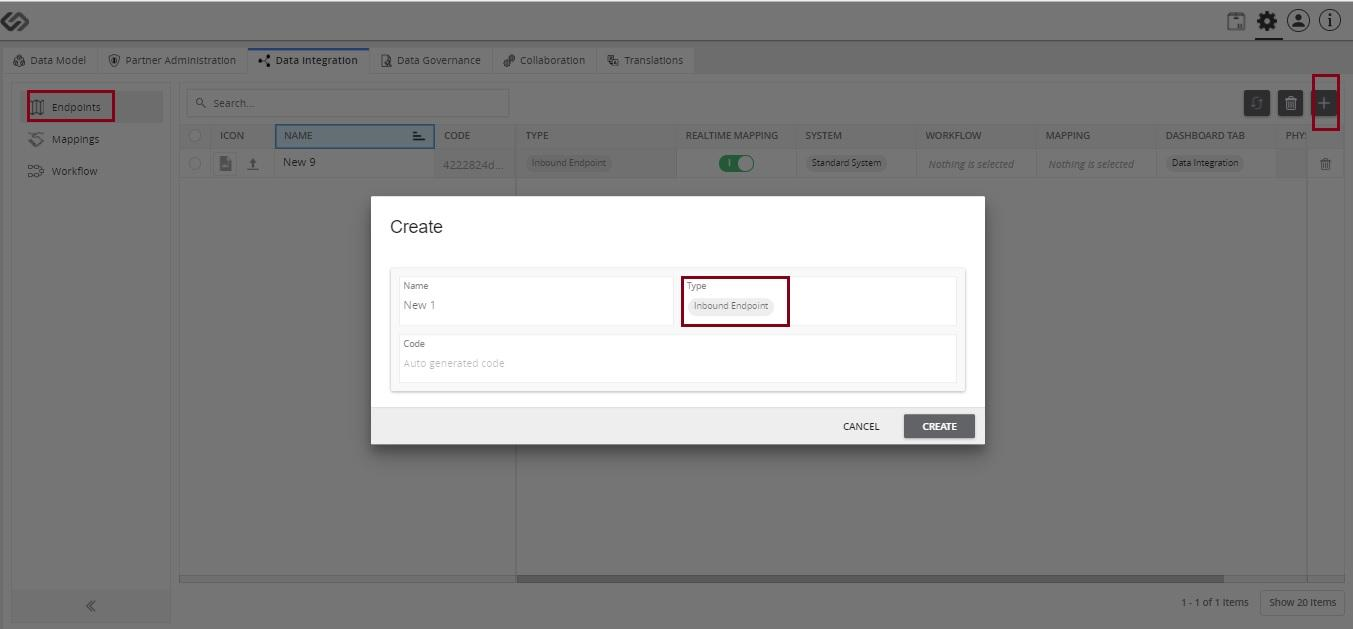 Data Model Partner Administration Data Integration Data Governance Collaboration Translations
Endpoints
Mappings
Workflow
Search...
ICON NAME CODE TYPE REALTIME MAPPING SYSTEM WORKFLOW MAPPING DASHBOARD TAB PHY
New 9 4222824d... Inbound Endpoint Standard System Nothing is selected Nothing is selected Data Integration
Create
Name Type
New 1 Inbound Endpoint
Code
Auto generated code
CANCEL CREATE
1 - 1 of 1 Items Show 20 Items